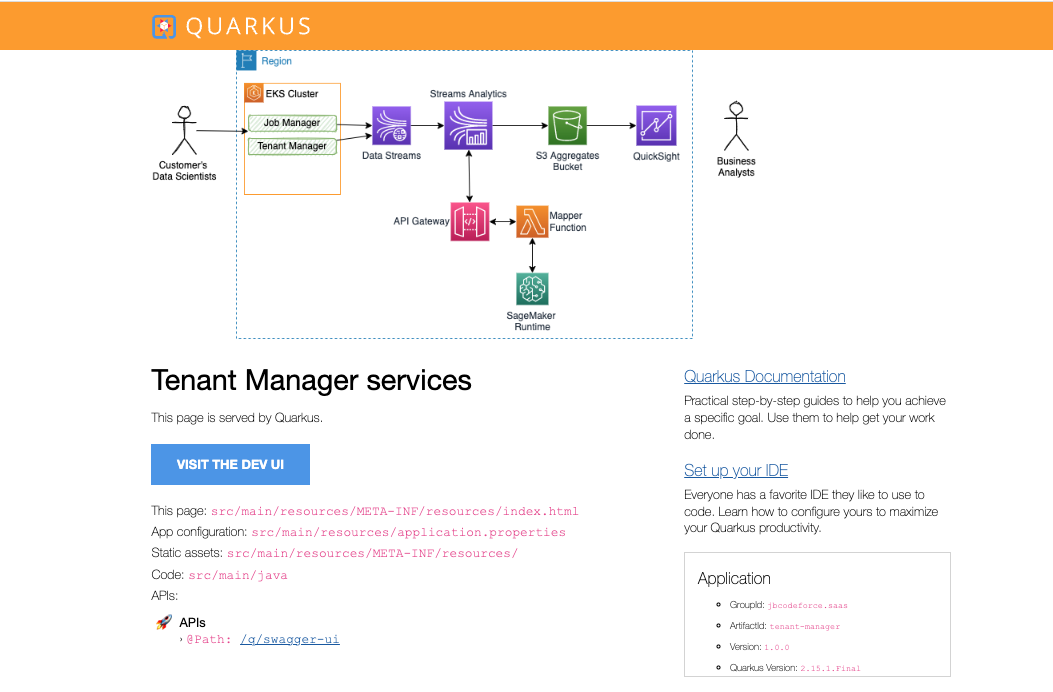 QUARKUS
Region
EKS Cluster
Streams Analytics
Job Manager
Tenant Manager
Data Streams
S3 Aggregates
Bucket
QuickSight
Customer's
Data Scientists
Business
Analysts
API Gateway
Mapper
Function
SageMaker
Runtime
Tenant Manager services
This page is served by Quarkus.
VISIT THE DEV UI
This page: src/main/resources/META-INF/resources/index.html
App configuration: src/main/resources/application.properties
Static assets: src/main/resources/META-INF/resources/
Code: src/main/java
APIs:
🚀 APIs
› @Path: /q/swagger-ui
Quarkus Documentation
Practical step-by-step guides to help you achieve
a specific goal. Use them to help get your work
done.
Set up your IDE
Everyone has a favorite IDE they like to use to
code. Learn how to configure yours to maximize
your Quarkus productivity.
Application
GroupId: jbcodeforce.saas
ArtifactId: tenant-manager
Version: 1.0.0
Quarkus Version: 2.15.1.Final